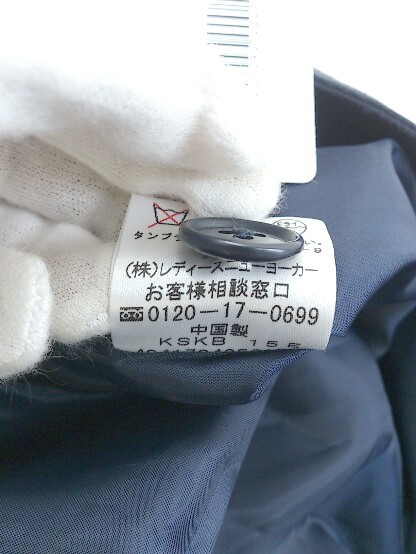 タンブ
(株)レディースニューヨーカー
お客様相談窓口
0120-17-0699
中国製
KSKB 155